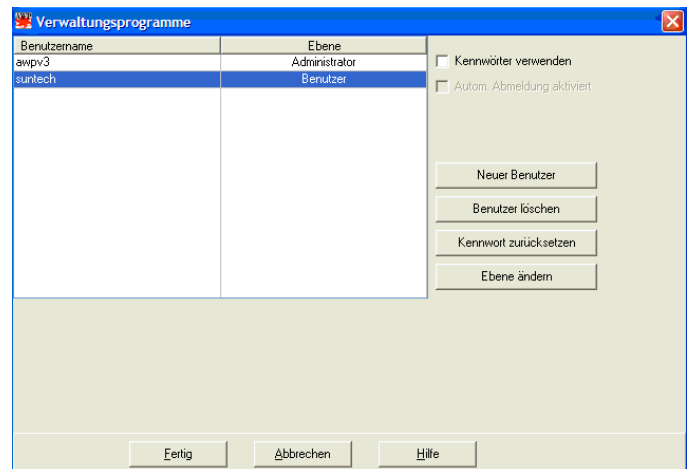 Verwaltungsprogramme
Benutzername Ebene
awpv3 Administrator
suntech Benutzer
Kennwörter verwenden
Autom. Abmeldung aktiviert
Neuer Benutzer
Benutzer löschen
Kennwort zurücksetzen
Ebene ändern
Fertig Abbrechen Hilfe